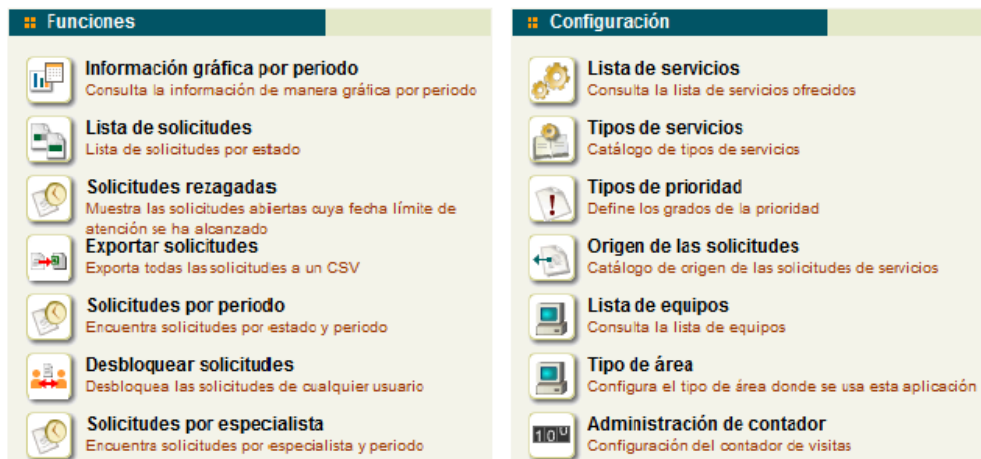 Funciones
Información gráfica por periodo
Consulta la información de manera gráfica por periodo
Lista de solicitudes
Lista de solicitudes por estado
Solicitudes rezagadas
Muestra las solicitudes abiertas cuya fecha límite de
atención se ha alcanzado
Exportar solicitudes
Exporta todas las solicitudes a un CSV
Solicitudes por periodo
Encuentra solicitudes por estado y periodo
Desbloquear solicitudes
Desbloquea las solicitudes de cualquier usuario
Solicitudes por especialista
Encuentra solicitudes por especialista y periodo
Configuración
Lista de servicios
Consulta la lista de servicios ofrecidos
Tipos de servicios
Catálogo de tipos de servicios
Tipos de prioridad
Define los grados de la prioridad
Origen de las solicitudes
Catálogo de origen de las solicitudes de servicios
Lista de equipos
Consulta la lista de equipos
Tipo de área
Configura el tipo de área donde se usa esta aplicación
Administración de contador
Configuración del contador de visitas